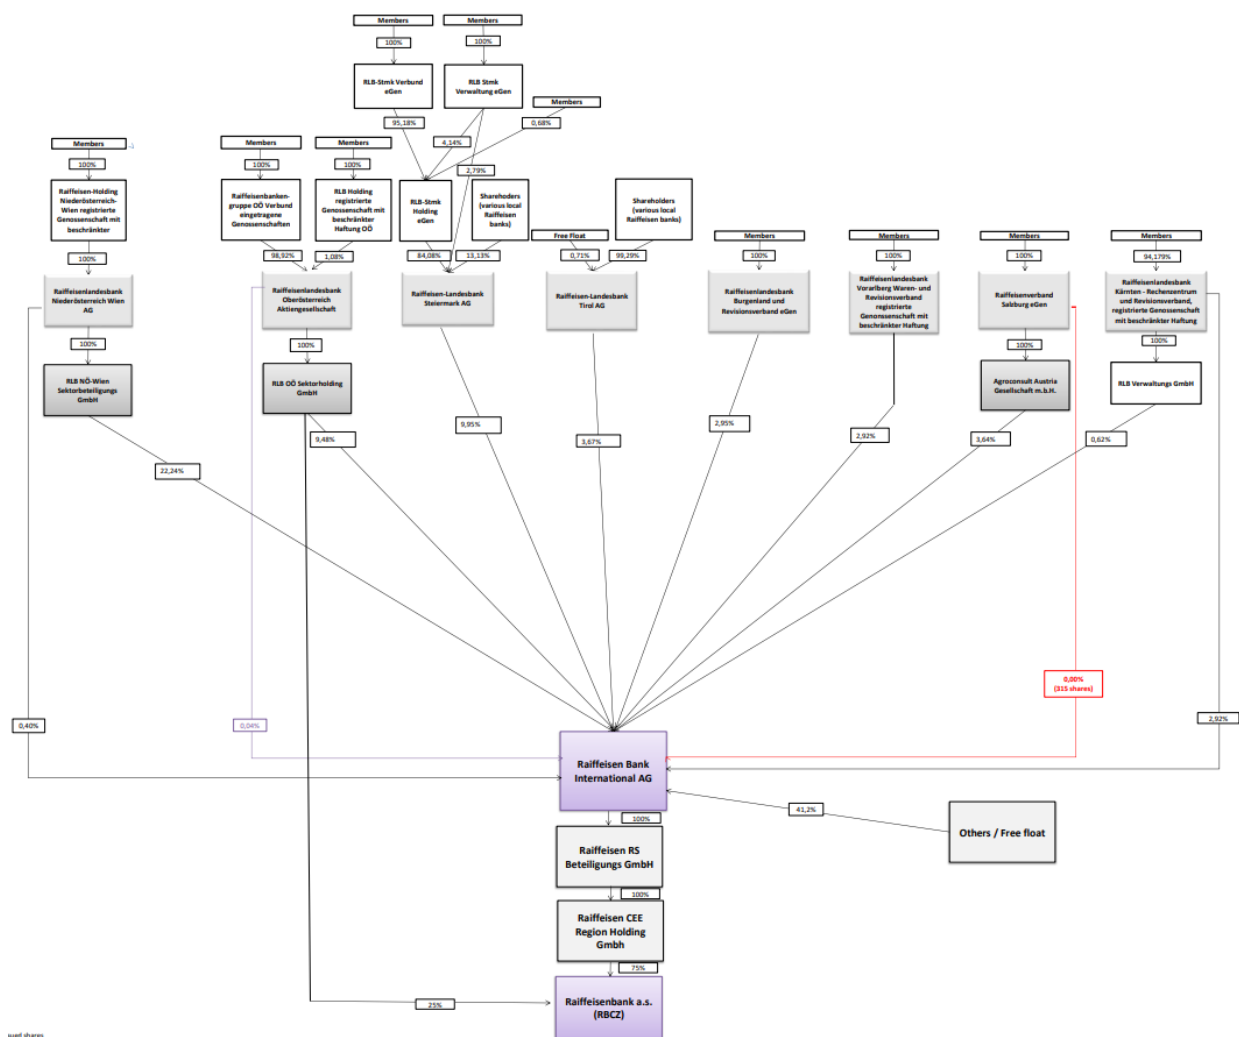 Members
Members
100%
100%
RLB-Stmk Verbund
eGen
RLB Stmk
Verwaltung eGen
Members
95,18%
0,68%
4,14%
2,79%
Members
100%
Raiffeisen-Holding
Niederösterreich-
Wien registrierte
Genossenschaft mit
beschränkter
100%
Members
100%
Raiffeisenbanken-
gruppe OÖ Verbund
eingetragene
Genossenschaften
98,92%
Members
100%
RLB Holding
registrierte
Genossenschaft mit
beschränkter
Haftung OÖ
1,08%
RLB-Stmk
Holding
eGen
84,08%
Sharehoders
(various local
Raiffeisen
banks)
13,13%
Free Float
0,71%
Shareholders
(various local
Raiffeisen banks)
99,29%
Members
100%
Members
100%
Members
100%
Members
94,179%
Raiffeisenlandesbank
Niederösterreich Wien
AG
Raiffeisenlandesbank
Oberösterreich
Aktiengesellschaft
Raiffeisen-Landesbank
Steiermark AG
Raiffeisen-Landesbank
Tirol AG
Raiffeisenlandesbank
Burgenland und
Revisionsverband eGen
Raiffeisenlandesbank
Vorarlberg Waren- und
Revisionsverband
registrierte
Genonssenschaft mit
beschränkter Haftung
Raiffeisenverband
Salzburg eGen
Raiffeisenlandesbank
Kärnten - Rechenzentrum
und Revisionsverband,
registrierte Genossenschaft
mit beschränkter Haftung
100%
100%
100%
100%
RLB NÖ-Wien
Sektorbeteiligungs
GmbH
RLB OÖ Sektorholding
GmbH
Agroconsult Austria
Gesellschaft m.b.H.
RLB Verwaltungs GmbH
22,24%
9,48%
9,95%
3,67%
2,95%
2,92%
3,64%
0,62%
0,40%
0,04%
0,00%
(315 shares)
2,92%
Raiffeisen Bank
International AG
41,2%
Others / Free float
100%
Raiffeisen RS
Beteiligungs GmbH
100%
Raiffeisen CEE
Region Holding
Gmbh
75%
25%
Raiffeisenbank a.s.
(RBCZ)
shares